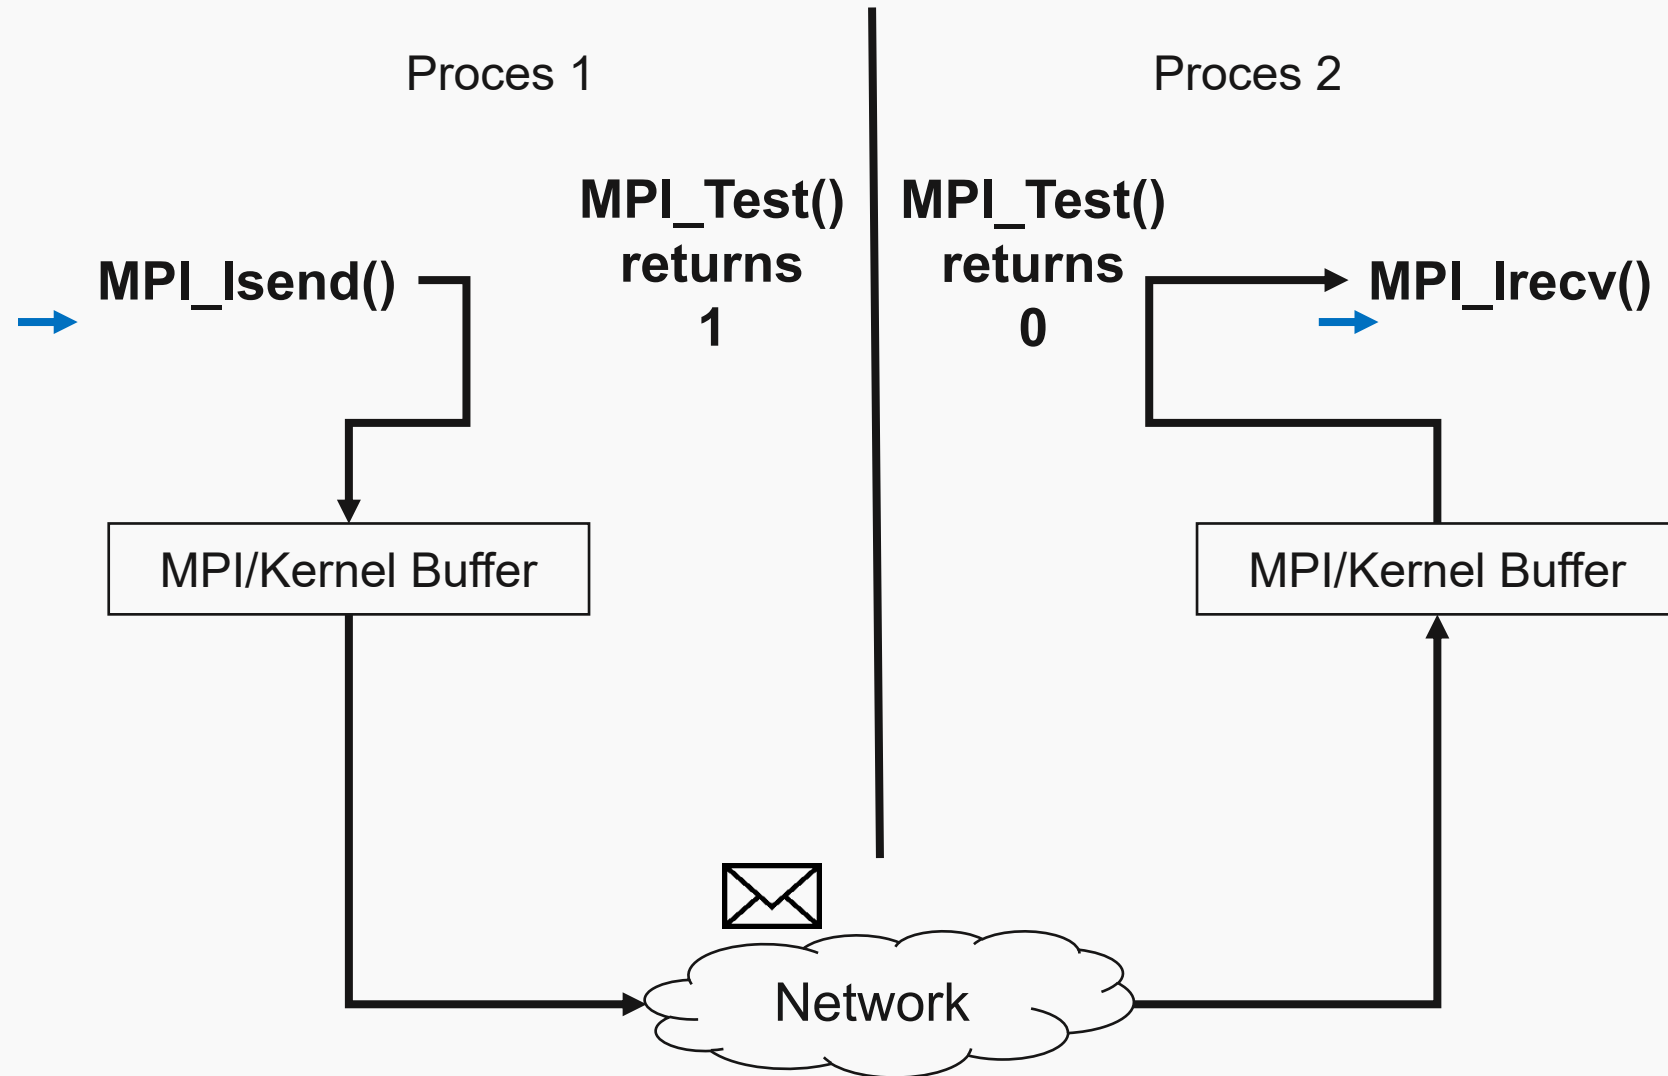 Proces 1
Proces 2
MPI_Test()
returns
1
MPI_Test()
returns
0
MPI_Isend()
MPI_Irecv()
MPI/Kernel Buffer
MPI/Kernel Buffer
Network